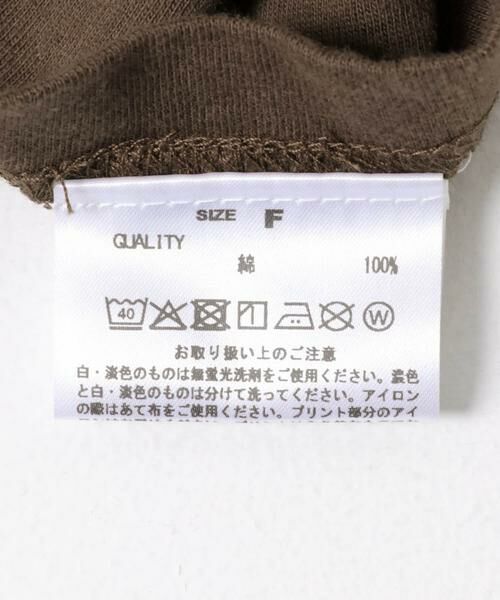 SIZE F
QUALITY
綿 100%
40 W
お取り扱い上のご注意
白・淡色のものは無蛍光洗剤をご使用ください。濃色
と白・淡色のものは分けて洗ってください。アイロン
の際はあて布をご使用ください。プリント部分のアイ